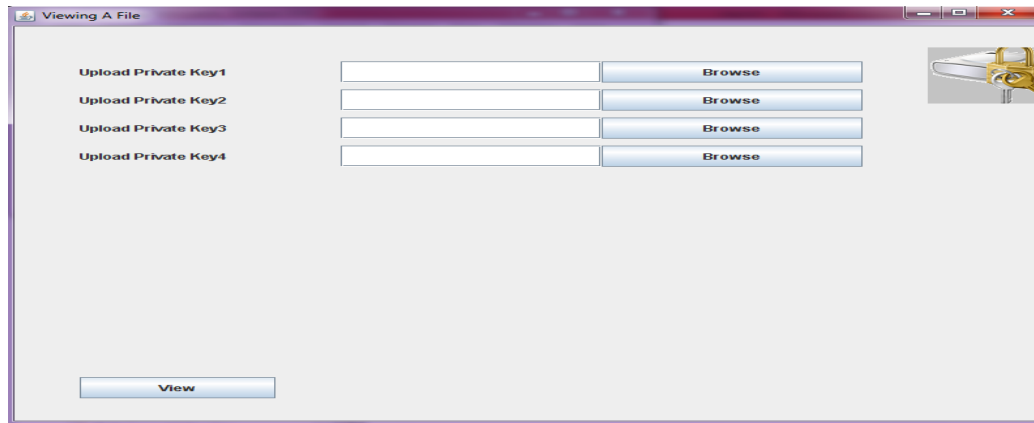 Viewing A File
Upload Private Key1 Browse
Upload Private Key2 Browse
Upload Private Key3 Browse
Upload Private Key4 Browse
View